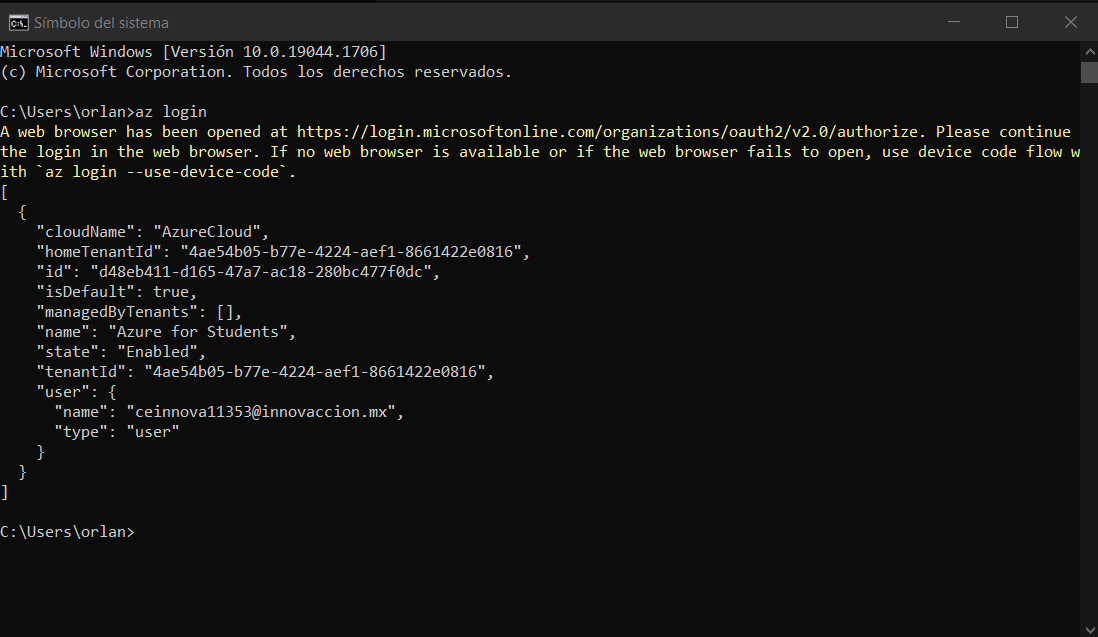 Símbolo del sistema
Microsoft Windows [Versión 10.0.19044.1706]
(c) Microsoft Corporation. Todos los derechos reservados.
C:\Users\orlan>az login
A web browser has been opened at https://login.microsoftonline.com/organizations/oauth2/v2.0/authorize. Please continue
the login in the web browser. If no web browser is available or if the web browser fails to open, use device code flow w
ith `az login --use-device-code`.
[
  {
    "cloudName": "AzureCloud",
    "homeTenantId": "4ae54b05-b77e-4224-aef1-8661422e0816",
    "id": "d48eb411-d165-47a7-ac18-280bc477f0dc",
    "isDefault": true,
    "managedByTenants": [],
    "name": "Azure for Students",
    "state": "Enabled",
    "tenantId": "4ae54b05-b77e-4224-aef1-8661422e0816",
    "user": {
      "name": "ceinnova11353@innovaccion.mx",
      "type": "user"
    }
  }
]
C:\Users\orlan>